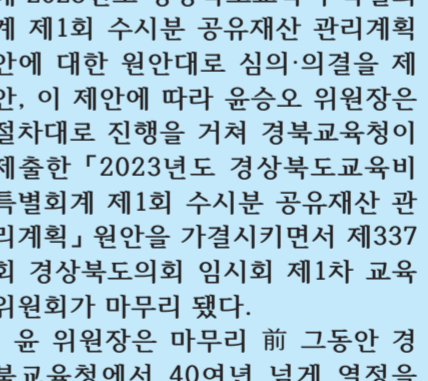 계 제1회 수시분 공유재산 관리계획
안에 대한 원안대로 심의·의결을 제
안, 이 제안에 따라 윤승오 위원장은
절차대로 진행을 거쳐 경북교육청이
제출한 「2023년도 경상북도교육비
특별회계 제1회 수시분 공유재산 관
리계획」 원안을 가결시키면서 제337
회 경상북도의회 임시회 제1차 교육
위원회가 마무리 됐다.
윤 위원장은 마무리 前 그동안 경
북교육청에서 40여년 넘게 열정을